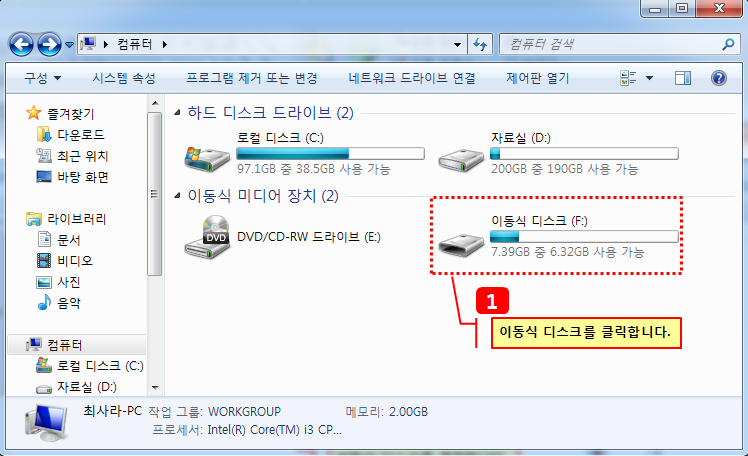 컴퓨터
컴퓨터 검색
구성 시스템 속성 프로그램 제거 또는 변경 네트워크 드라이브 연결 제어판 열기
즐겨찾기
다운로드
최근 위치
바탕 화면
라이브러리
문서
비디오
사진
음악
컴퓨터
로컬 디스크 (C:)
자료실 (D:)
하드 디스크 드라이브 (2)
로컬 디스크 (C:)
97.1GB 중 38.5GB 사용 가능
자료실 (D:)
200GB 중 190GB 사용 가능
이동식 미디어 장치 (2)
DVD
DVD/CD-RW 드라이브 (E:)
이동식 디스크 (F:)
7.39GB 중 6.32GB 사용 가능
1
이동식 디스크를 클릭합니다.
최사라-PC 작업 그룹: WORKGROUP 메모리: 2.00GB
프로세서: Intel(R) Core(TM) i3 CP...